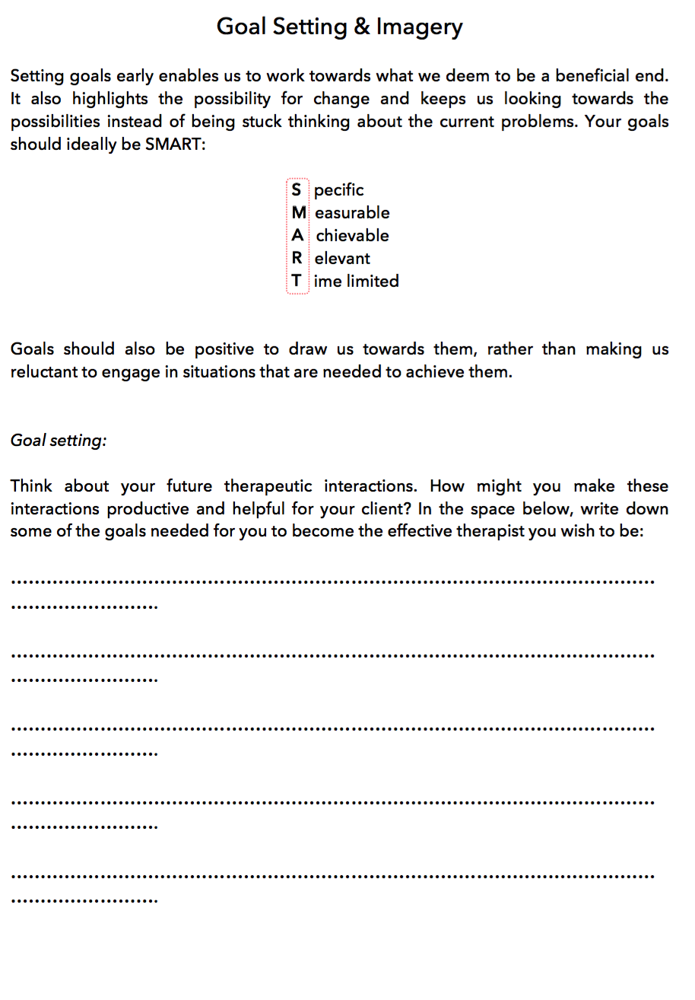 Goal Setting & Imagery
Setting goals early enables us to work towards what we deem to be a beneficial end.
It also highlights the possibility for change and keeps us looking towards the
possibilities instead of being stuck thinking about the current problems. Your goals
should ideally be SMART:
S pecific
M easurable
A chievable
R elevant
T ime limited
Goals should also be positive to draw us towards them, rather than making us
reluctant to engage in situations that are needed to achieve them.
Goal setting:
Think about your future therapeutic interactions. How might you make these
interactions productive and helpful for your client? In the space below, write down
some of the goals needed for you to become the effective therapist you wish to be: